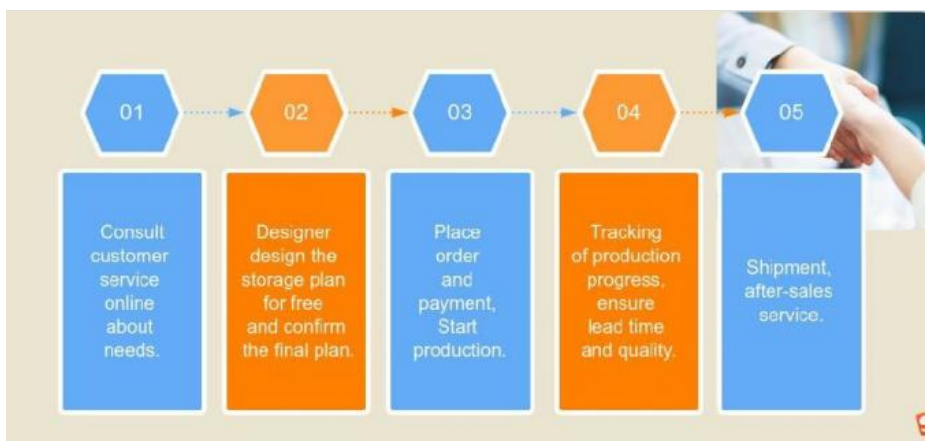 01
02
03
04
05
Consult
customer
service
online
about
needs.
Designer
design the
storage plan
for free
and confirm
the final plan.
Place
order
and
payment,
Start
production.
Tracking
of production
progress,
ensure
lead time
and quality.
Shipment,
after-sales
service.